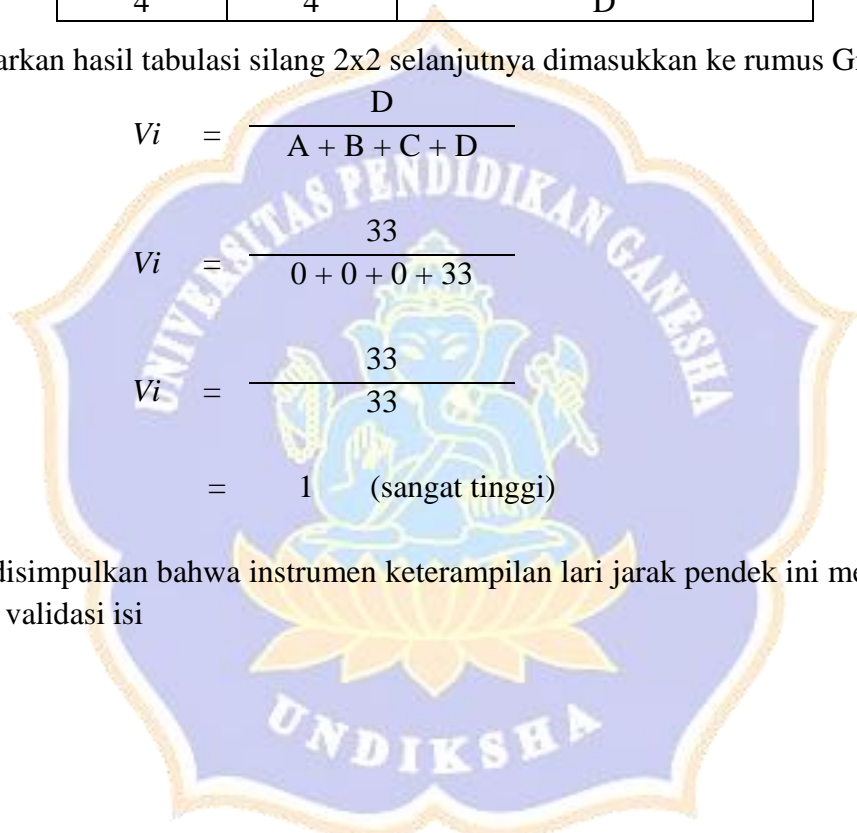 4 4 D
arkan hasil tabulasi silang 2x2 selanjutnya dimasukkan ke rumus
D
Vi =
A + B + C + D
33
Vi =
0 + 0 + 0 + 33
33
Vi =
33
= 1 (sangat tinggi)
disimpulkan bahwa instrumen keterampilan lari jarak pendek ini
validasi isi
UNIVERSITAS PENDIDIKAN GANESHA
UNDIKSHA